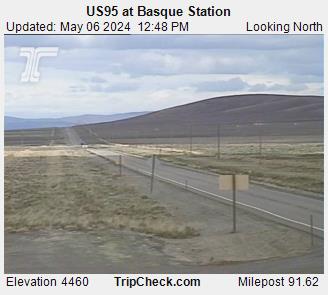 US95 at Basque Station
Updated: May 06 2024 12:48 PM Looking North
Elevation 4460 TripCheck.com Milepost 91.62